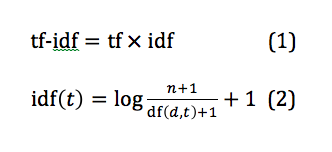 tf-idf = tf × idf (1)
idf(t) = log n+1 / df(d,t)+1 + 1 (2)